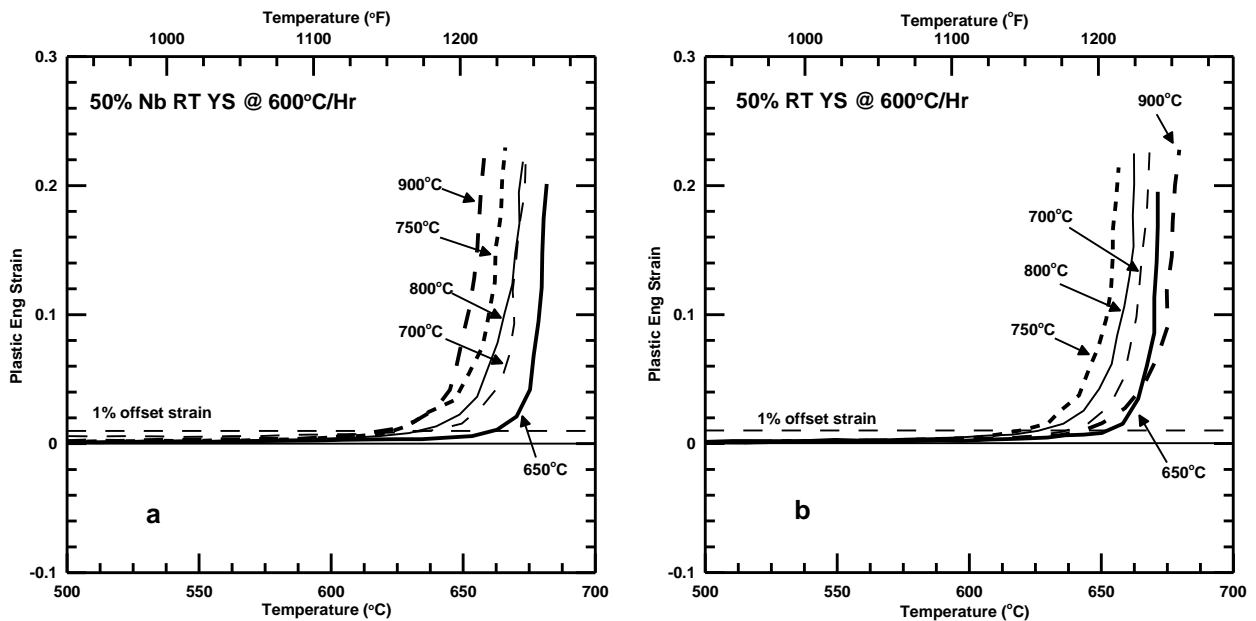 Temperature (°F)
1000 1100 1200
0.3
50% Nb RT YS @ 600°C/Hr
900°C
0.2
750°C
800°C
0.1
700°C
1% offset strain
0
650°C
a
-0.1
500 550 600 650 700
Temperature (°C)
Plastic Eng Strain
Temperature (°F)
1000 1100 1200
0.3
900°C
50% RT YS @ 600°C/Hr
0.2
700°C
800°C
0.1
750°C
1% offset strain
0
650°C
b
-0.1
500 550 600 650 700
Temperature (°C)
Plastic Eng Strain